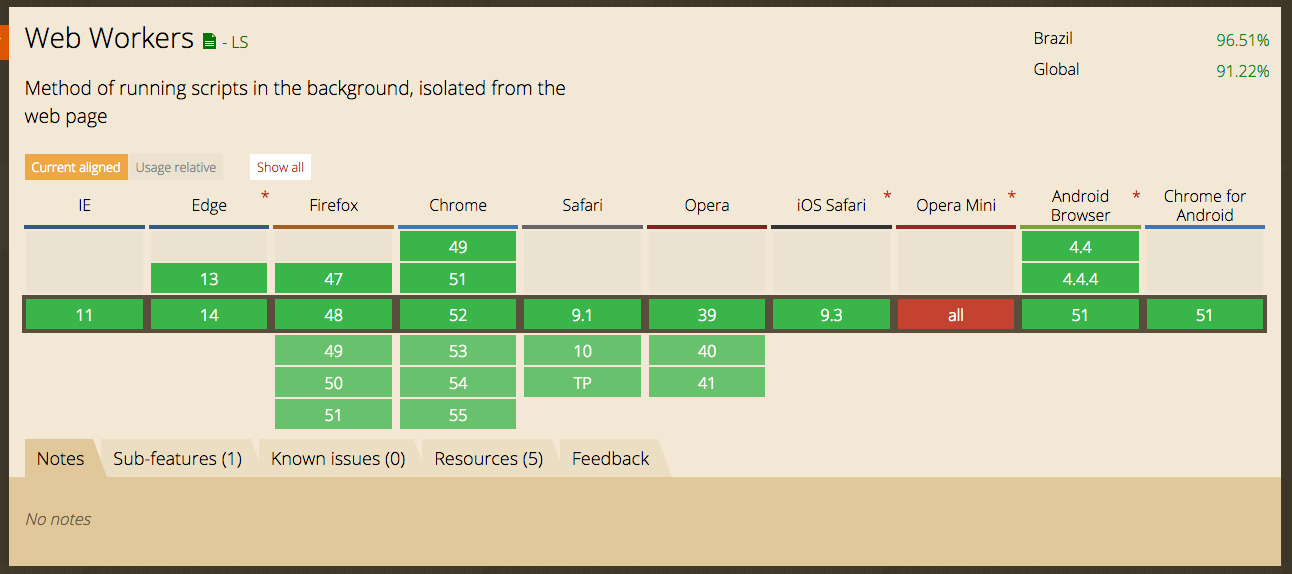 Web Workers - LS
Brazil 96.51%
Global 91.22%
Method of running scripts in the background, isolated from the
web page
Current aligned Usage relative Show all
IE Edge * Firefox Chrome Safari Opera iOS Safari * Opera Mini * Android Browser * Chrome for Android
49 4.4
13 47 51 4.4.4
11 14 48 52 9.1 39 9.3 all 51 51
49 53 10 40
50 54 TP 41
51 55
Notes Sub-features (1) Known issues (0) Resources (5) Feedback
No notes